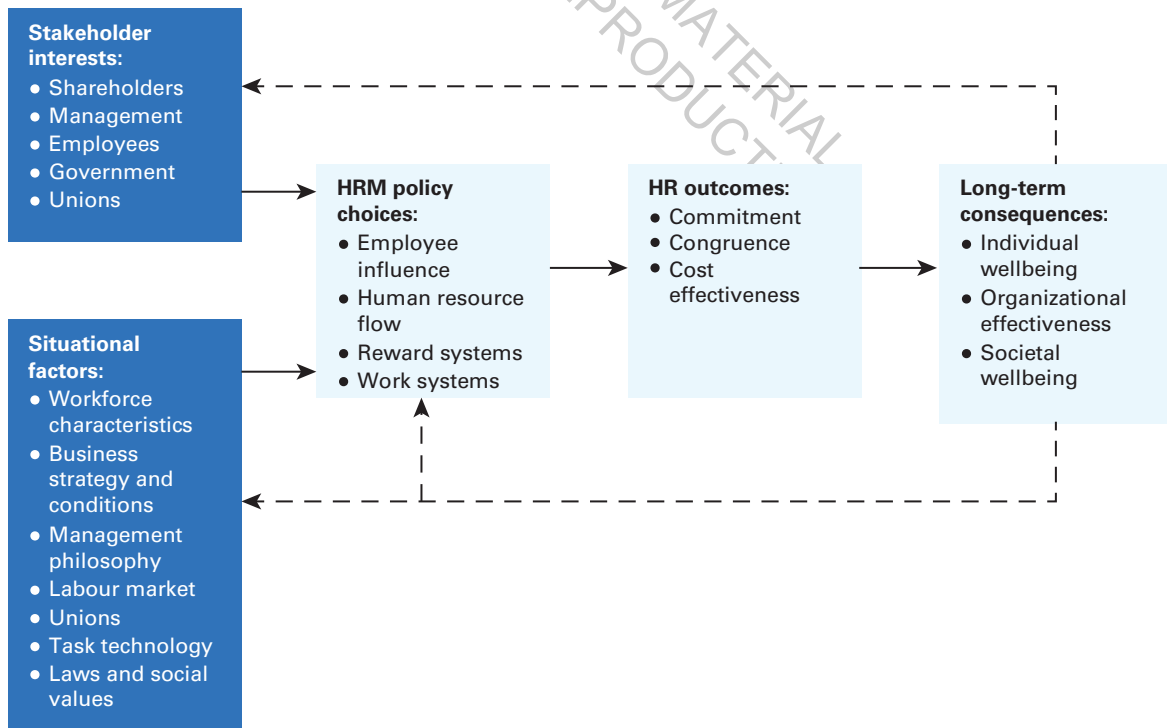 MATERIAL
Stakeholder
interests:
● Shareholders
● Management
● Employees
● Government
● Unions
HRM policy
choices:
● Employee
influence
● Human resource
flow
● Reward systems
● Work systems
HR outcomes:
● Commitment
● Congruence
● Cost
effectiveness
Long-term
consequences:
● Individual
wellbeing
● Organizational
effectiveness
● Societal
wellbeing
Situational
factors:
● Workforce
characteristics
● Business
strategy and
conditions
● Management
philosophy
● Labour market
● Unions
● Task technology
● Laws and social
values